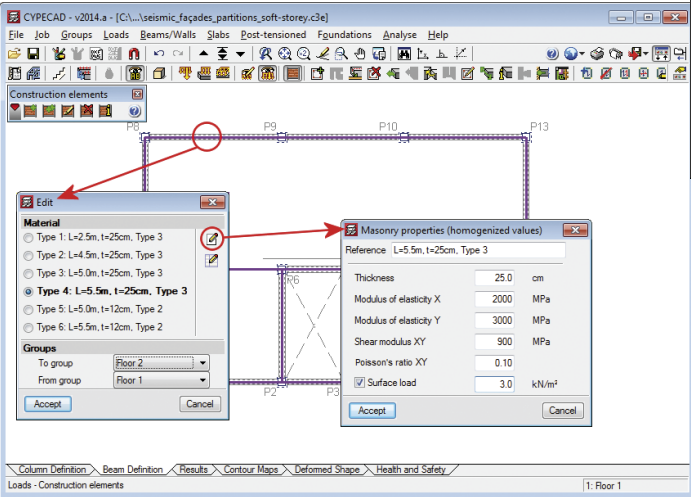 CYPECAD - v2014.a - [C:\...\seismic_façades_partitions_soft-storey.c3e]
File Job Groups Loads Beams/Walls Slabs Post-tensioned Foundations Analyse Help
Construction elements
P8 P9 P10 P13
Edit
Material
Type 1: L=2.5m, t=25cm, Type 3
Type 2: L=4.5m, t=25cm, Type 3
Type 3: L=5.0m, t=25cm, Type 3
Type 4: L=5.5m, t=25cm, Type 3
Type 5: L=5.0m, t=12cm, Type 2
Type 6: L=5.5m, t=12cm, Type 2
Groups
To group Floor 2
From group Floor 1
Accept Cancel
P6
P2 P3
Masonry properties (homogenized values)
Reference L=5.5m, t=25cm, Type 3
Thickness 25.0 cm
Modulus of elasticity X 2000 MPa
Modulus of elasticity Y 3000 MPa
Shear modulus XY 900 MPa
Poisson's ratio XY 0.10
Surface load 3.0 kN/m²
Accept Cancel
Column Definition Beam Definition Results Contour Maps Deformed Shape Health and Safety
Loads - Construction elements 1: Floor 1